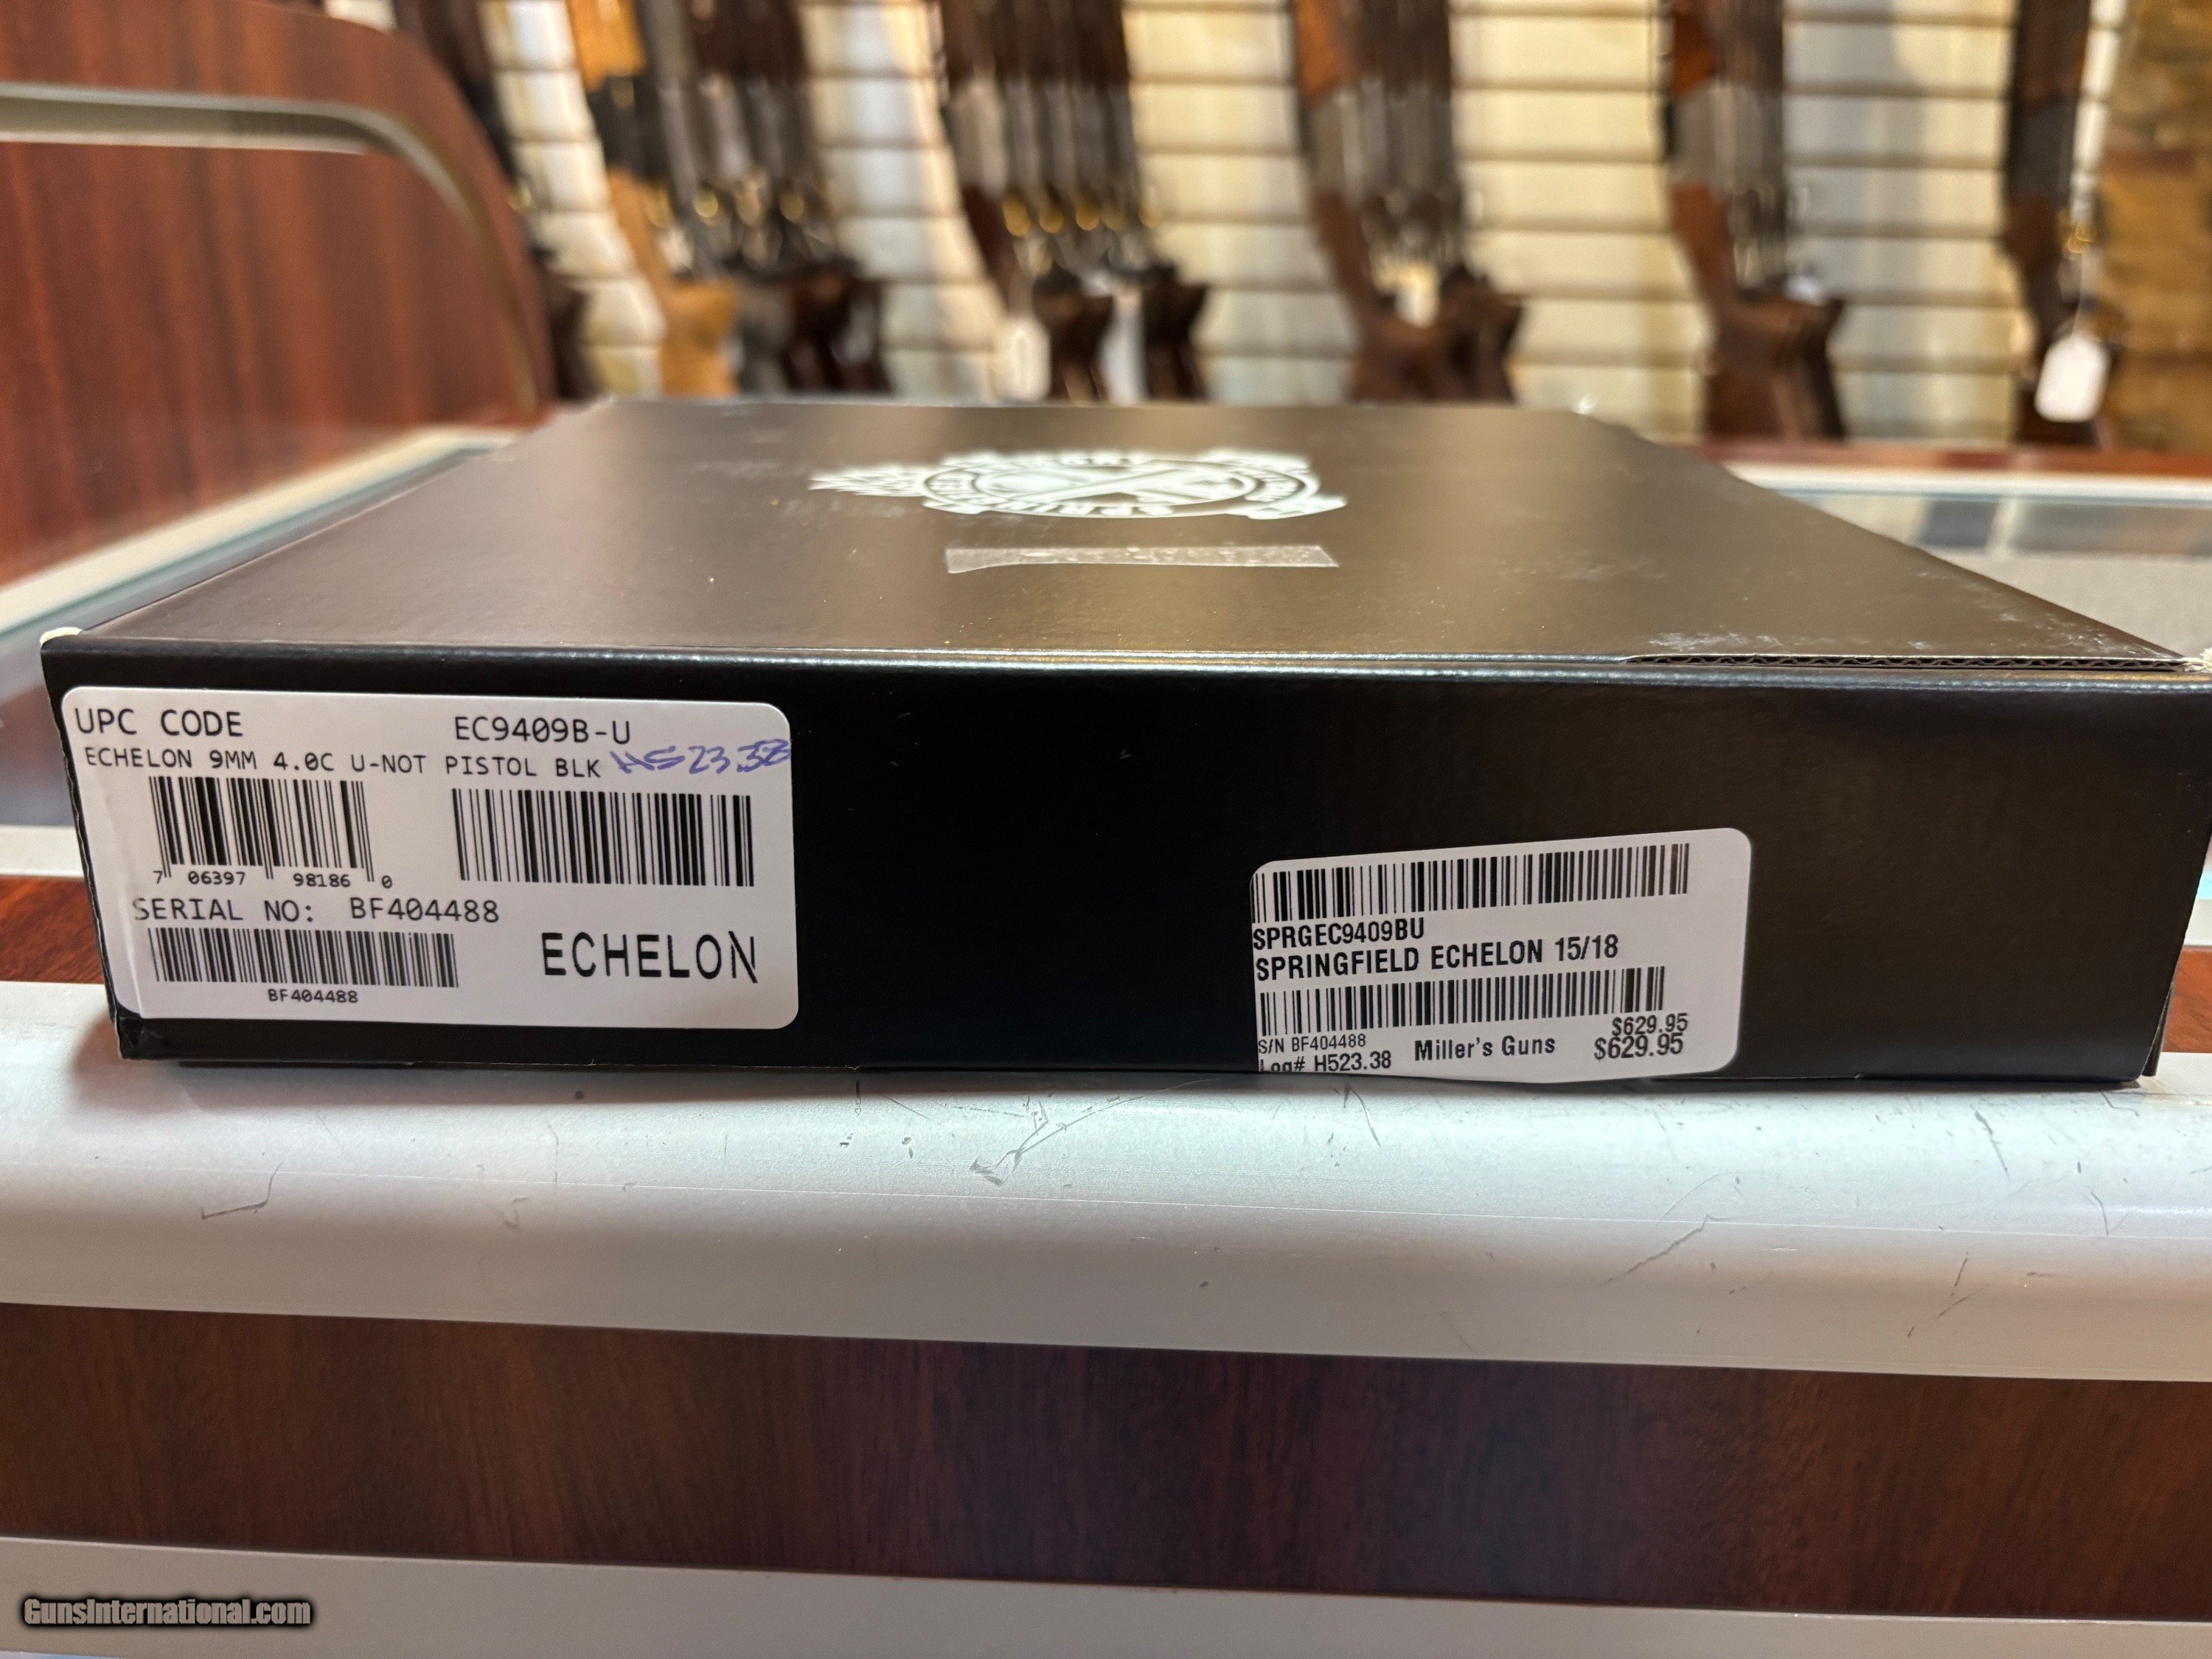 UPC CODE EC9409B-U
ECHELON 9MM 4.0C U-NOT PISTOL BLK H523.38
7 06397 98186 0
SERIAL NO: BF404488
ECHELON
BF404488
SPRGEC9409BU
SPRINGFIELD ECHELON 15/18
$629.95
S/N BF404488
Log# H523.38 Miller's Guns $629.95
GunsInternational.com